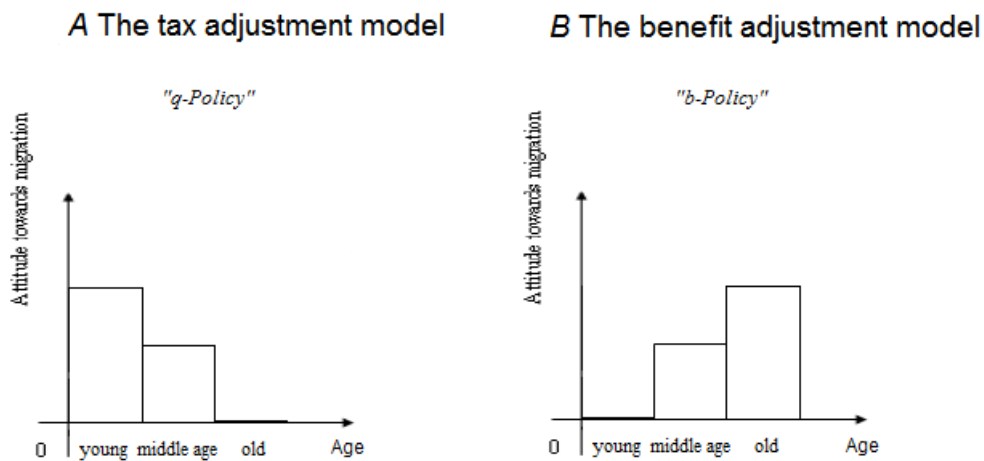 A The tax adjustment model
"q-Policy"
Attitude towards migration
0 young middle age old Age
B The benefit adjustment model
"b-Policy"
Attitude towards migration
0 young middle age old Age